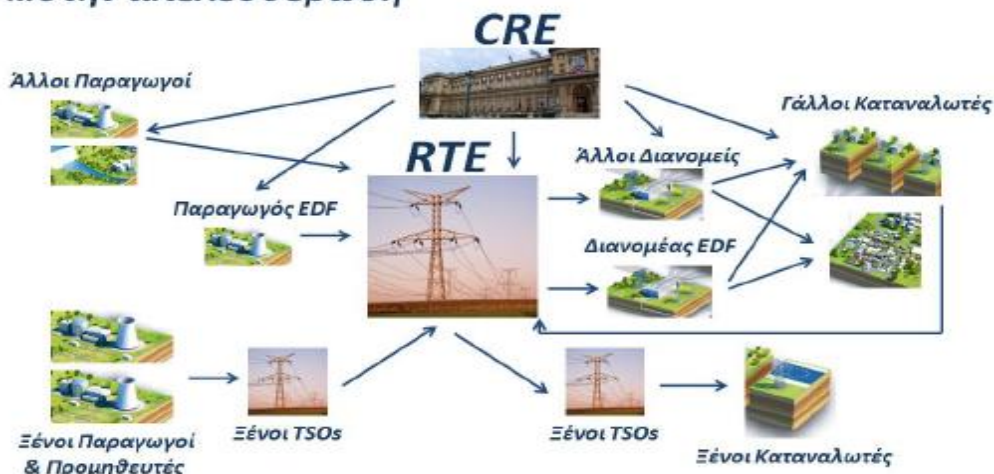 CRE
Άλλοι Παραγωγοί
Γάλλοι Καταναλωτές
RTE
Άλλοι Διανομείς
Παραγωγός EDF
Διανομέας EDF
Ξένοι Παραγωγοί
& Προμηθευτές
Ξένοι TSOs
Ξένοι TSOs
Ξένοι Καταναλωτές